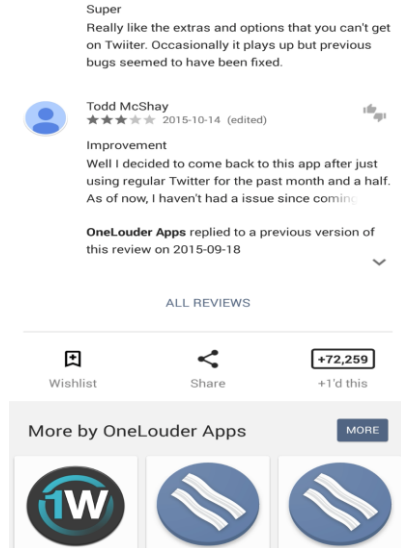 Super
Really like the extras and options that you can't get
on Twiiter. Occasionally it plays up but previous
bugs seemed to have been fixed.
Todd McShay
2015-10-14 (edited)
Improvement
Well I decided to come back to this app after just
using regular Twitter for the past month and a half.
As of now, I haven't had a issue since coming
OneLouder Apps replied to a previous version of
this review on 2015-09-18
ALL REVIEWS
+72,259
Wishlist
Share
+1'd this
More by OneLouder Apps
MORE
1W